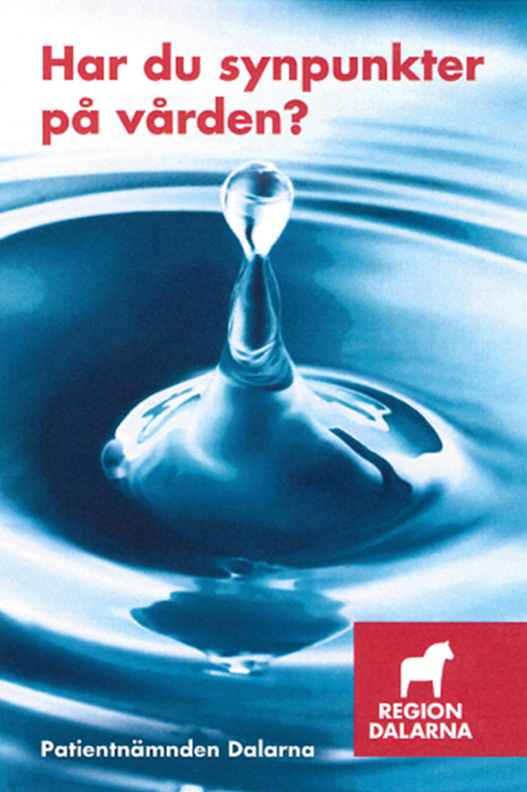 Har du synpunkter
på vården?
REGION
DALARNA
Patientnämnden Dalarna